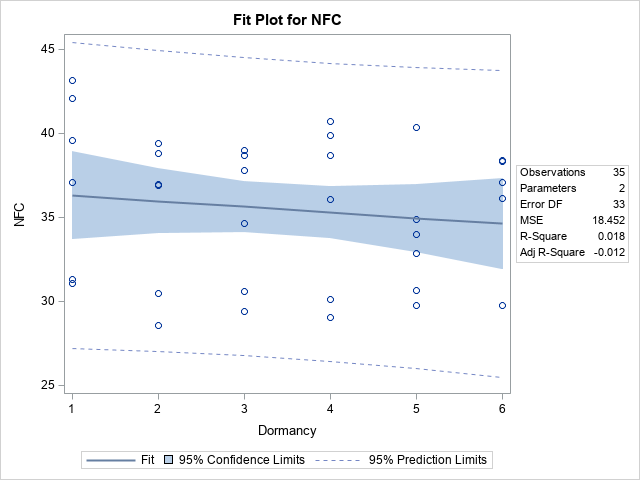 Fit Plot for NFC
45
40
35
30
25
NFC
1 2 3 4 5 6
Dormancy
Observations 35
Parameters 2
Error DF 33
MSE 18.452
R-Square 0.018
Adj R-Square -0.012
Fit 95% Confidence Limits 95% Prediction Limits